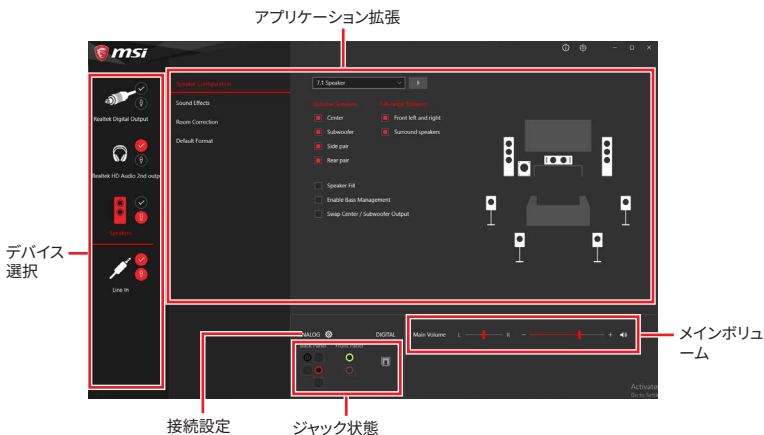 アプリケーション拡張
msi
Realtek Digital Output
Realtek HD Audio 2nd outp
Speakers
Line In
Speaker Configuration
Sound Effects
Room Correction
Default Format
7.1 Speaker
Optional Speakers
Full-range Speakers
Center
Front left and right
Subwoofer
Surround speakers
Side pair
Rear pair
Speaker Fill
Enable Bass Management
Swap Center / Subwoofer Output
デバイス
選択
ANALOG
DIGITAL
Back Panel
Front Panel
Main Volume
L
R
メインボリュ
ーム
Activate
Go to Setti
接続設定
ジャック状態